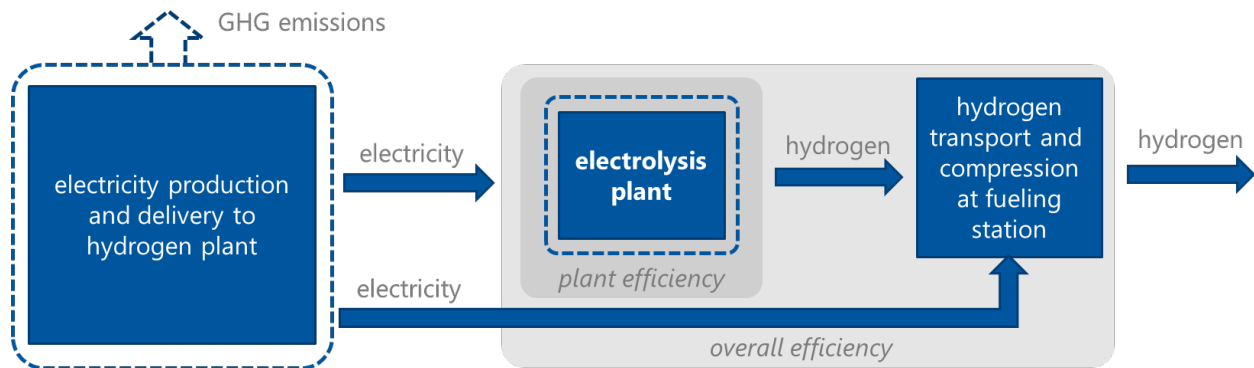 GHG emissions
electricity production
and delivery to
hydrogen plant
electricity
electricity
electrolysis
plant
plant efficiency
hydrogen
hydrogen
transport and
compression
at fueling
station
hydrogen
overall efficiency